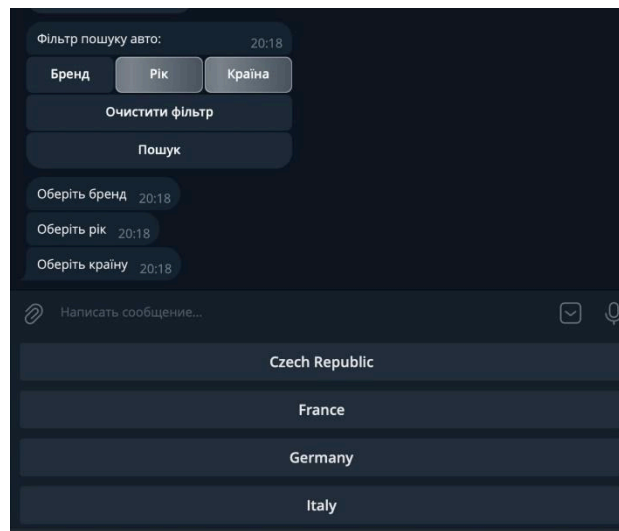 Фільтр пошуку авто: 20:18
Бренд Рік Країна
Очистити фільтр
Пошук
Оберіть бренд 20:18
Оберіть рік 20:18
Оберіть країну 20:18
Написать сообщение...
Czech Republic
France
Germany
Italy